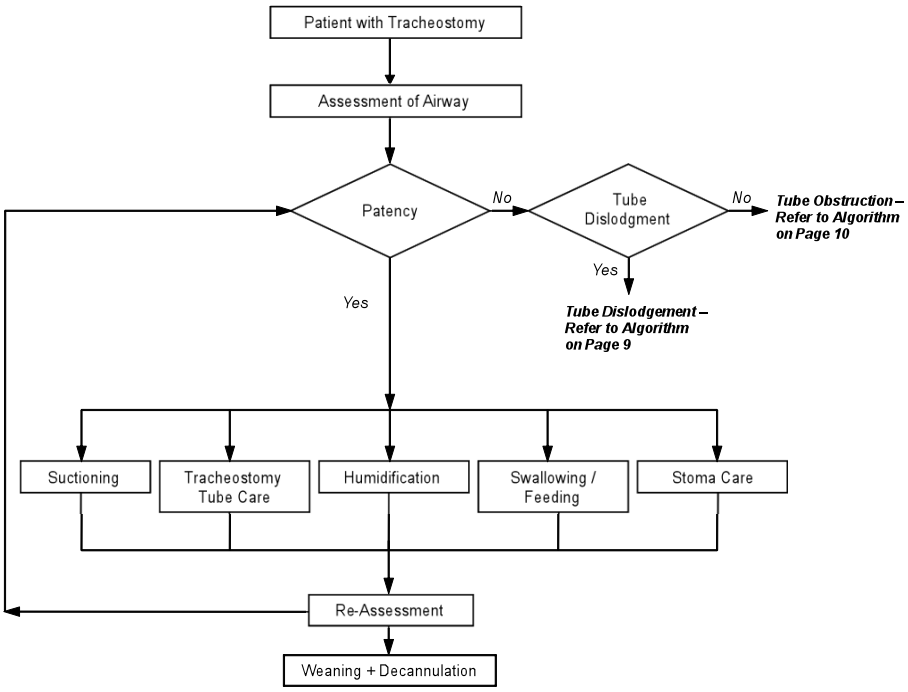 Patient with Tracheostomy
Assessment of Airway
Patency
No
Tube
Dislodgment
No
Tube Obstruction –
Refer to Algorithm
on Page 10
Yes
Yes
Tube Dislodgement –
Refer to Algorithm
on Page 9
Suctioning
Tracheostomy
Tube Care
Humidification
Swallowing /
Feeding
Stoma Care
Re-Assessment
Weaning + Decannulation